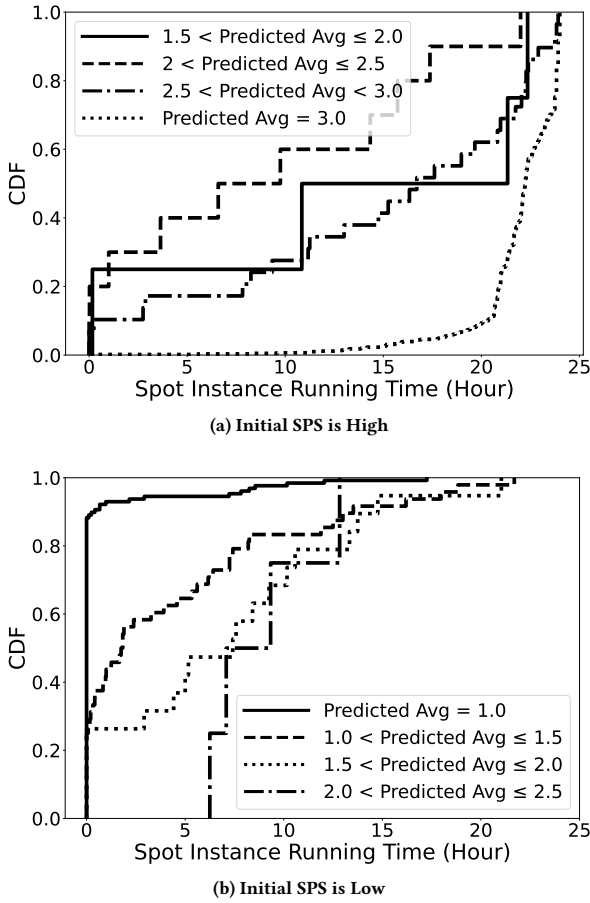 1.0
0.8
0.6
0.4
0.2
0.0
CDF
1.5 < Predicted Avg ≤ 2.0
2 < Predicted Avg ≤ 2.5
2.5 < Predicted Avg < 3.0
Predicted Avg = 3.0
0 5 10 15 20 25
Spot Instance Running Time (Hour)
(a) Initial SPS is High
1.0
0.8
0.6
0.4
0.2
0.0
CDF
Predicted Avg = 1.0
1.0 < Predicted Avg ≤ 1.5
1.5 < Predicted Avg ≤ 2.0
2.0 < Predicted Avg ≤ 2.5
0 5 10 15 20 25
Spot Instance Running Time (Hour)
(b) Initial SPS is Low